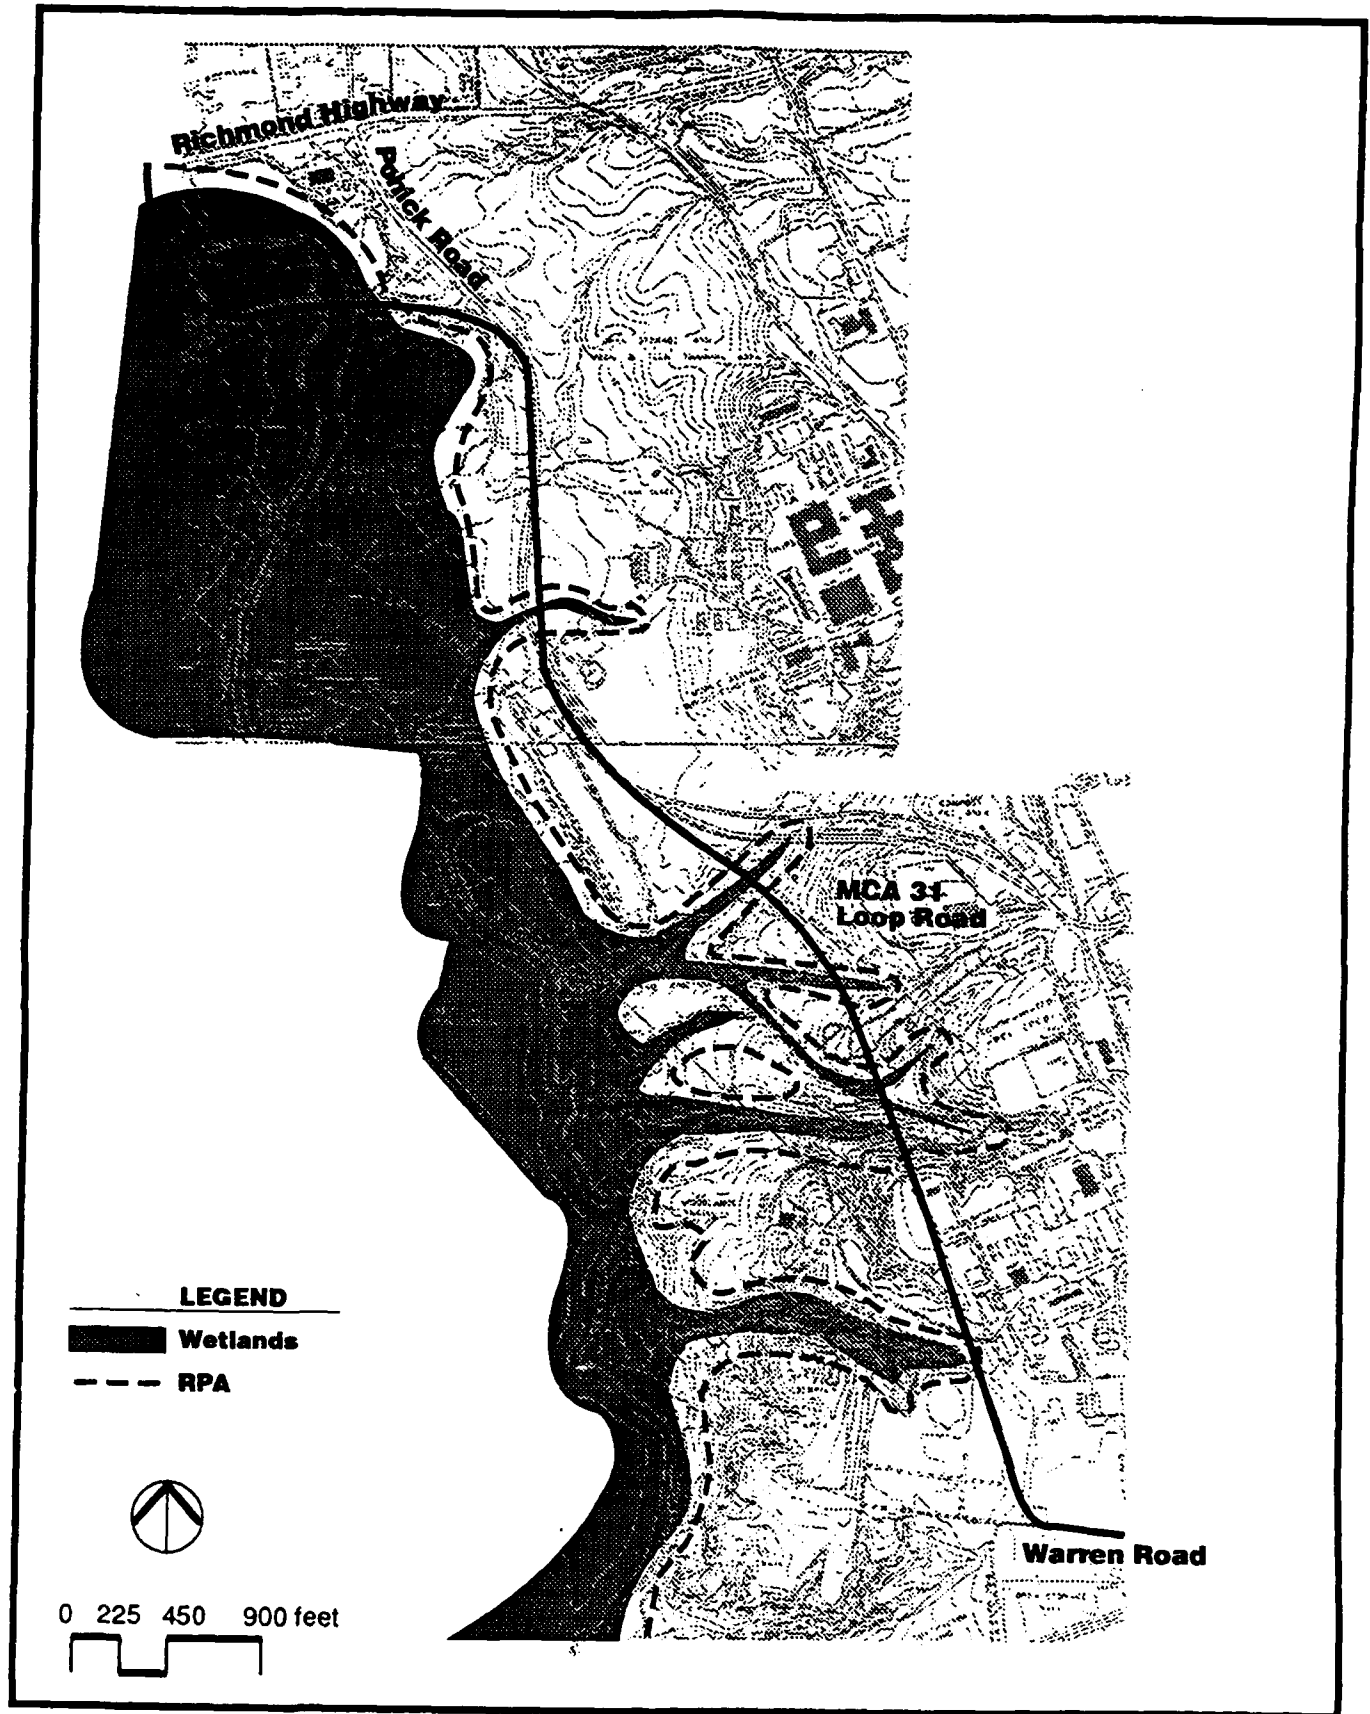 Richmond Highway
Pohick Road
MCA 31
Loop Road
LEGEND
Wetlands
RPA
0 225 450 900 feet
Warren Road